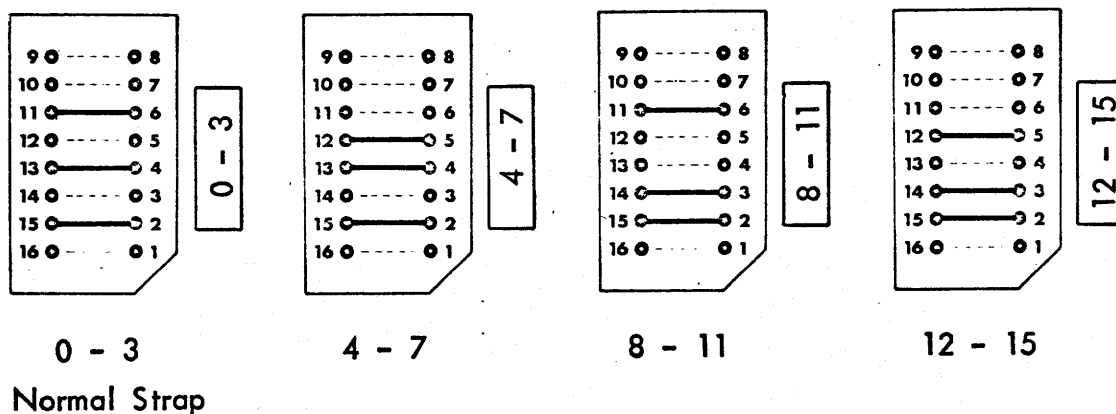 9 8 9 8 9 8 9 8
10 7 10 7 10 7 10 7
11 6 11 6 11 6 11 6
12 5 12 5 12 5 12 5
13 4 13 4 13 4 13 4
14 3 14 3 14 3 14 3
15 2 15 2 15 2 15 2
16 1 16 1 16 1 16 1
0 - 3
4 - 7
8 - 11
12 - 15
0 - 3 4 - 7 8 - 11 12 - 15
Normal Strap